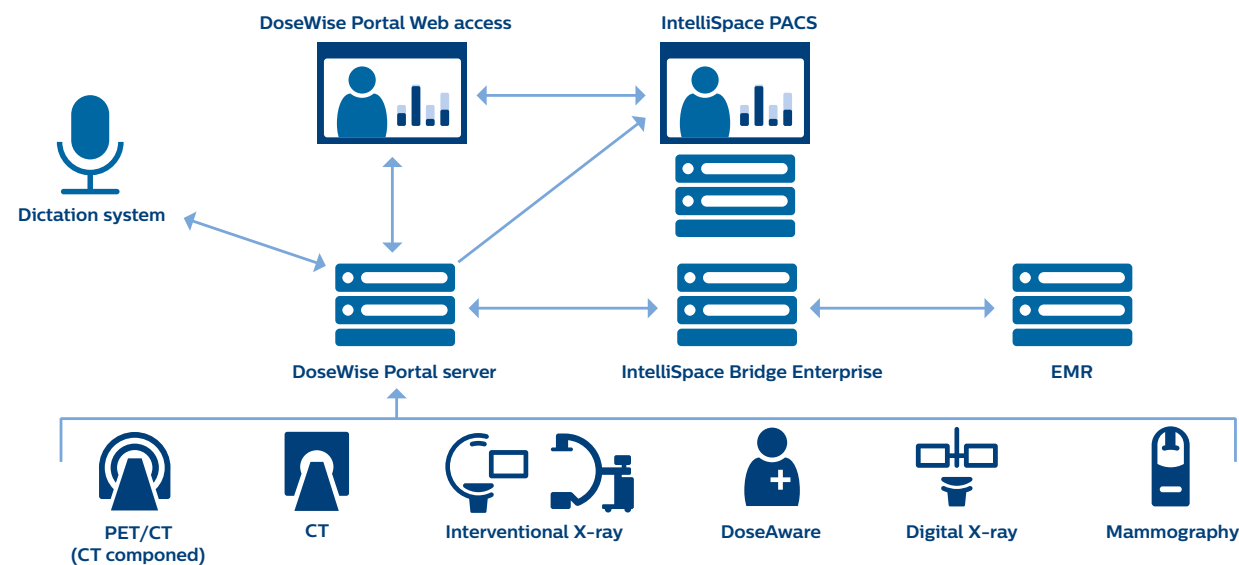 DoseWise Portal Web access
IntelliSpace PACS
Dictation system
DoseWise Portal server
IntelliSpace Bridge Enterprise
EMR
PET/CT
(CT componed)
CT
Interventional X-ray
DoseAware
Digital X-ray
Mammography